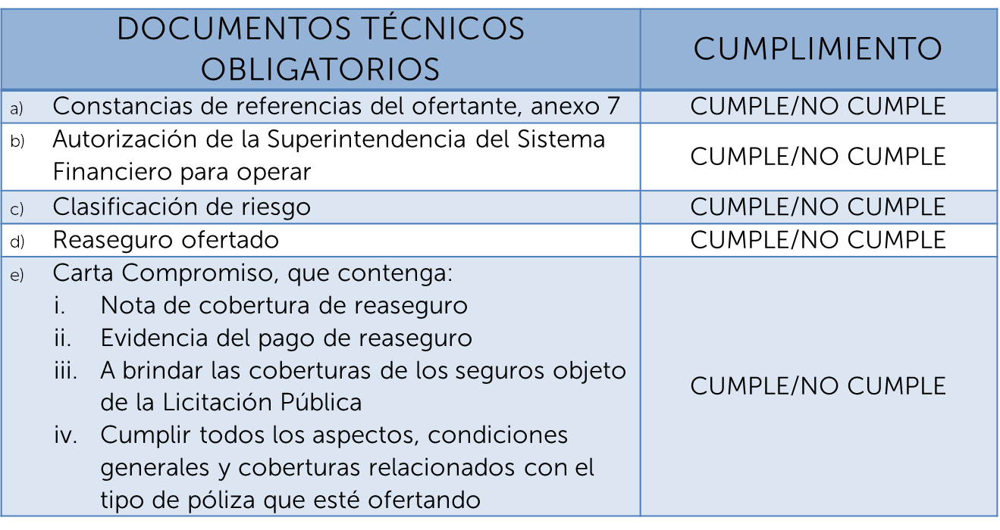 DOCUMENTOS TÉCNICOS
OBLIGATORIOS
CUMPLIMIENTO
a) Constancias de referencias del ofertante, anexo 7
CUMPLE/NO CUMPLE
b) Autorización de la Superintendencia del Sistema
Financiero para operar
CUMPLE/NO CUMPLE
c) Clasificación de riesgo
CUMPLE/NO CUMPLE
d) Reaseguro ofertado
CUMPLE/NO CUMPLE
e) Carta Compromiso, que contenga:
i. Nota de cobertura de reaseguro
ii. Evidencia del pago de reaseguro
iii. A brindar las coberturas de los seguros objeto
de la Licitación Pública
iv. Cumplir todos los aspectos, condiciones
generales y coberturas relacionados con el
tipo de póliza que esté ofertando
CUMPLE/NO CUMPLE